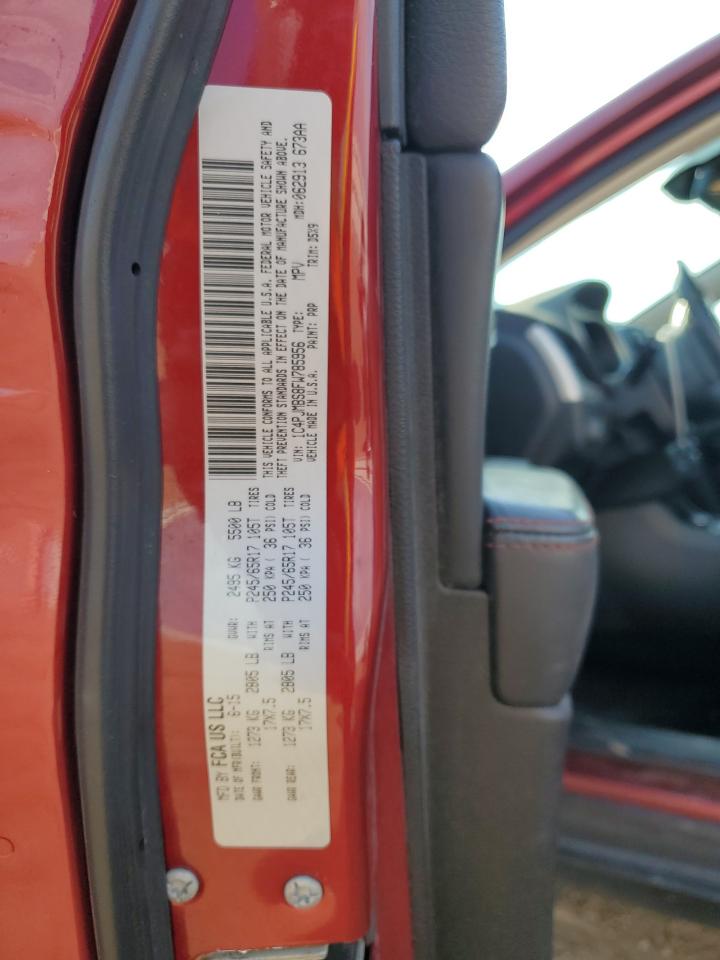 MFD BY FCA US LLC
DATE OF MFR(BUILT): 6-15 GVWR: 2495 KG 5500 LB
GAWR FRONT: 1273 KG 2805 LB WITH P245/65R17 105T TIRES
17X7.5 RIMS AT 250 KPA ( 36 PSI) COLD
GAWR REAR: 1273 KG 2805 LB WITH P245/65R17 105T TIRES
17X7.5 RIMS AT 250 KPA ( 36 PSI) COLD
THIS VEHICLE CONFORMS TO ALL APPLICABLE U.S.A. FEDERAL MOTOR VEHICLE SAFETY AND
THEFT PREVENTION STANDARDS IN EFFECT ON THE DATE OF MANUFACTURE SHOWN ABOVE.
VIN: 1C4PJMBS8FW785956 TYPE: MPV MDH:062913 673AA
VEHICLE MADE IN U.S.A. PAINT: PRP TRIM: D5X9